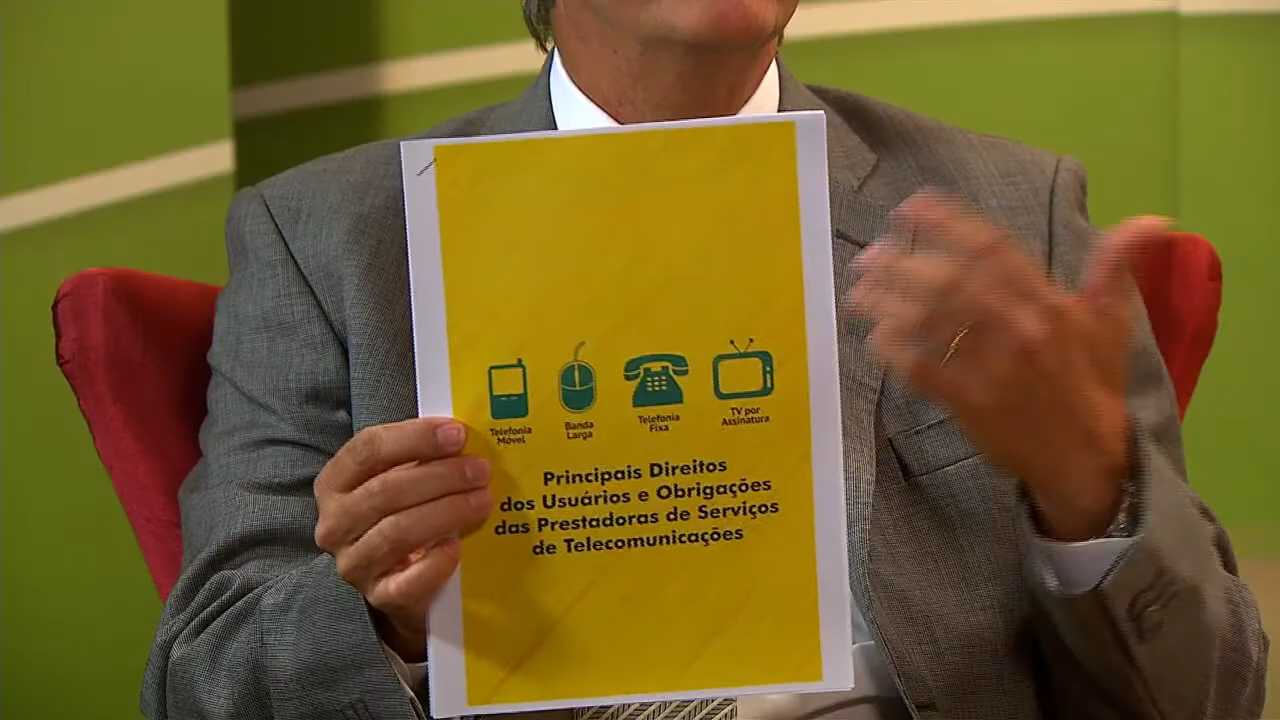 Telefonia
Móvel
Banda
Larga
Telefonia
Fixa
TV por
Assinatura
Principais Direitos
dos Usuários e Obrigações
das Prestadoras de Serviços
de Telecomunicações